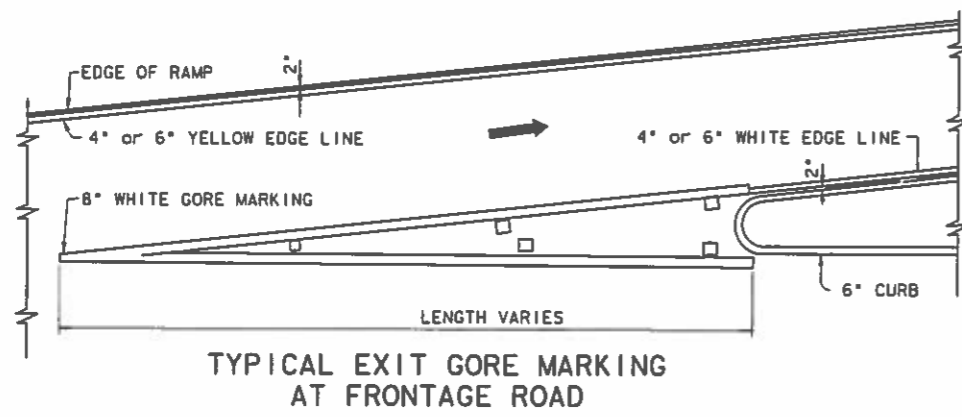 EDGE OF RAMP
2"
4" or 6" YELLOW EDGE LINE
4" or 6" WHITE EDGE LINE
2"
8" WHITE GORE MARKING
6" CURB
LENGTH VARIES
TYPICAL EXIT GORE MARKING
AT FRONTAGE ROAD